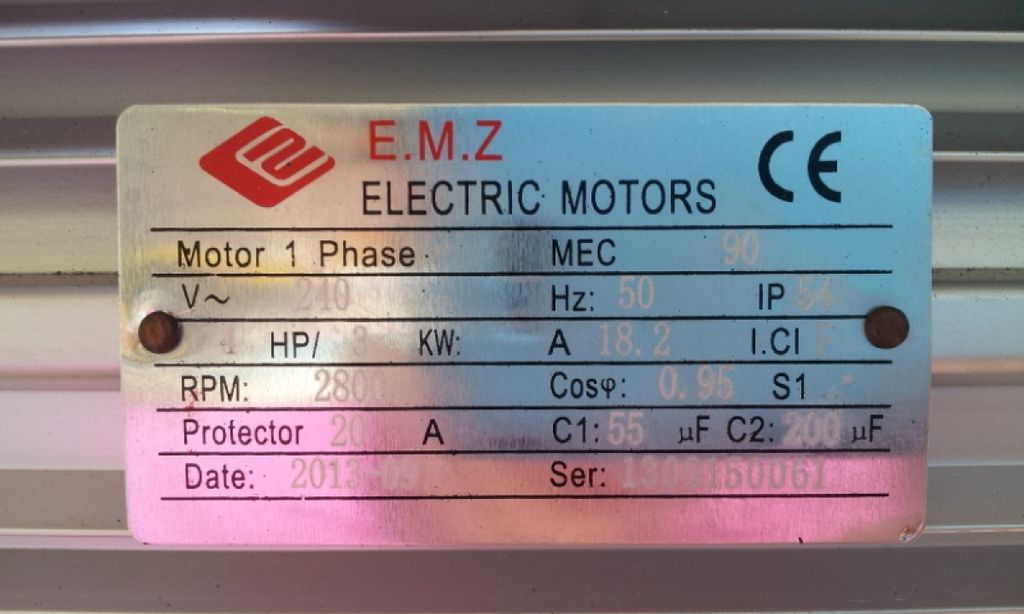 E.M.Z
ELECTRIC MOTORS
CE
Motor 1 Phase MEC 90
V~ 240 Hz: 50 IP 54
4 HP/ 3 KW: A 18.2 I.Cl F
RPM: 2800 Cosφ: 0.95 S1
Protector 20 A C1: 55 μF C2: 200 μF
Date: 2013-09 Ser: 1309150061